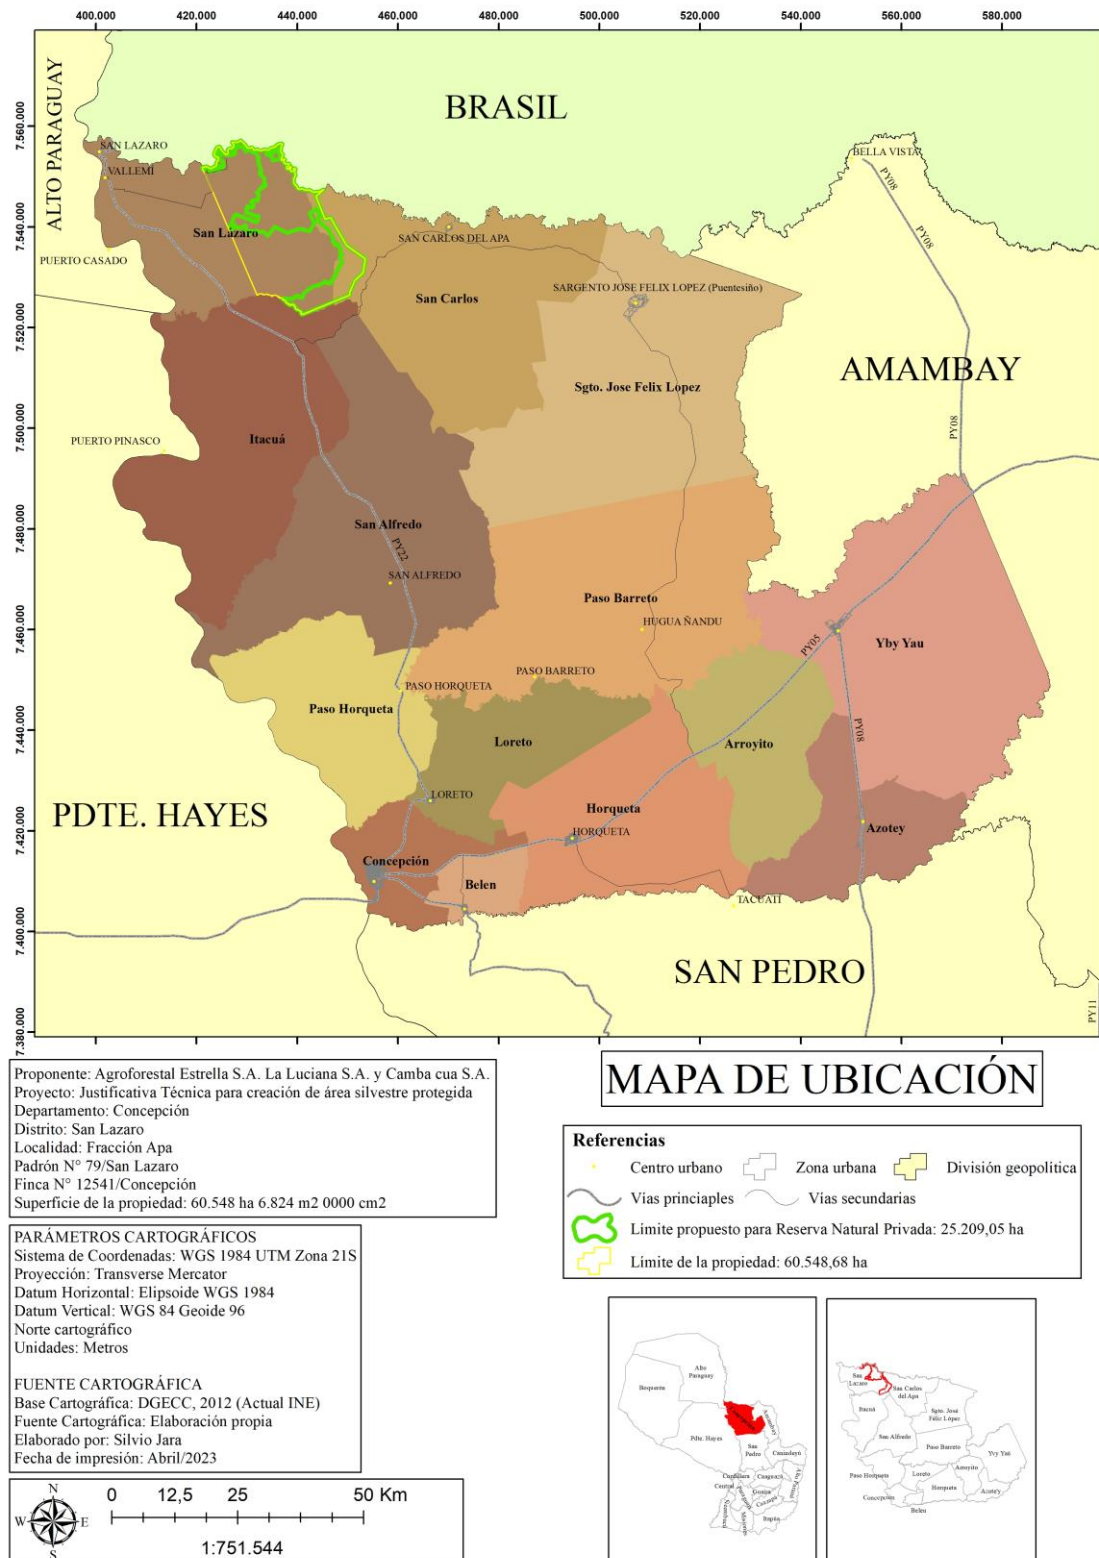 400.000 420.000 440.000 460.000 480.000 500.000 520.000 540.000 560.000 580.000
7.560.000
7.540.000
7.520.000
7.500.000
7.480.000
7.460.000
7.440.000
7.420.000
7.400.000
7.380.000
ALTO PARAGUAY
BRASIL
SAN LAZARO
VALLEMI
BELLA VISTA
PY08
San Lázaro
SAN CARLOS DEL APA
PY08
PUERTO CASADO
SARGENTO JOSE FELIX LOPEZ (Puentesiño)
San Carlos
AMAMBAY
Sgto. Jose Felix Lopez
PY08
Itacuá
PUERTO PINASCO
San Alfredo
PY22
SAN ALFREDO
Paso Barreto
HUGUA ÑANDU
PY05
Yby Yau
PASO BARRETO
PASO HORQUETA
Paso Horqueta
Loreto
Arroyito
PY08
LORETO
PDTE. HAYES
Horqueta
HORQUETA
Azotey
Concepción
Belen
TACUATI
SAN PEDRO
PY11
Proponente: Agroforestal Estrella S.A. La Luciana S.A. y Camba cua S.A.
Proyecto: Justificativa Técnica para creación de área silvestre protegida
Departamento: Concepción
Distrito: San Lazaro
Localidad: Fracción Apa
Padrón N° 79/San Lazaro
Finca N° 12541/Concepción
Superficie de la propiedad: 60.548 ha 6.824 m2 0000 cm2
PARÁMETROS CARTOGRÁFICOS
Sistema de Coordenadas: WGS 1984 UTM Zona 21S
Proyección: Transverse Mercator
Datum Horizontal: Elipsoide WGS 1984
Datum Vertical: WGS 84 Geoide 96
Norte cartográfico
Unidades: Metros
FUENTE CARTOGRÁFICA
Base Cartográfica: DGECC, 2012 (Actual INE)
Fuente Cartográfica: Elaboración propia
Elaborado por: Silvio Jara
Fecha de impresión: Abril/2023
N
W E
S
0 12,5 25 50 Km
1:751.544
MAPA DE UBICACIÓN
Referencias
Centro urbano Zona urbana División geopolitica
Vías princiaples Vías secundarias
Limite propuesto para Reserva Natural Privada: 25.209,05 ha
Limite de la propiedad: 60.548,68 ha
Alto
Paraguay
Boqueron
Concepcion
Amambay
Pdte. Hayes
San
Pedro
Canindeyú
Cordillera
Caaguazú
Central
Alto Paraná
Guaira
Caazapa
Ñeembucú
Misiones
Itapúa
San
Lazaro
San Carlos
del Apa
Itacuá
Sgto. José
Félix López
San Alfredo
Paso Barreto
Yvy Yaú
Paso Horqueta
Loreto
Arroyito
Horqueta
Azote'y
Concepción
Belen